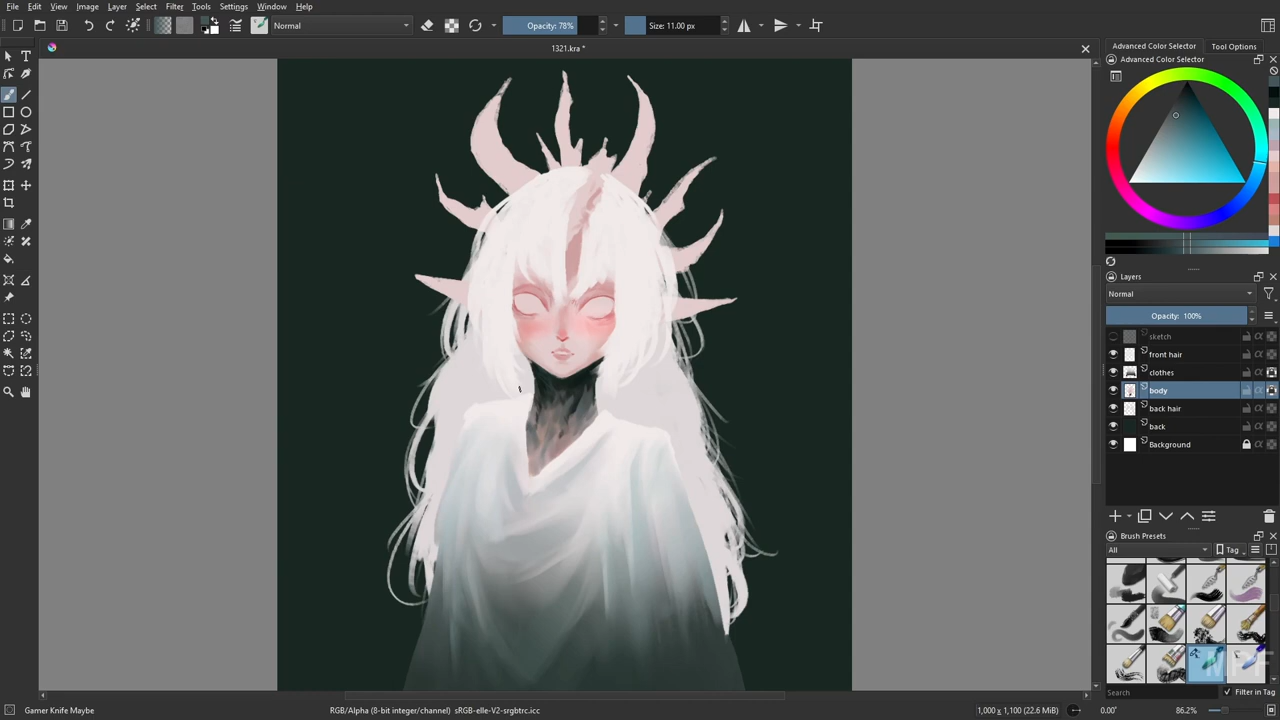 File Edit View Image Layer Select Filter Tools Settings Window Help
Normal
Opacity: 78%
Size: 11.00 px
1321.kra *
Advanced Color Selector
Tool Options
Advanced Color Selector
Layers
Normal
Opacity: 100%
sketch
front hair
clothes
body
back hair
back
Background
Brush Presets
All
Tag
Search
Filter in Tag
Gamer Knife Maybe
RGB/Alpha (8-bit integer/channel) sRGB-elle-V2-srgbtrc.icc
1,000 x 1,100 (22.6 MiB)
0.00°
86.2%